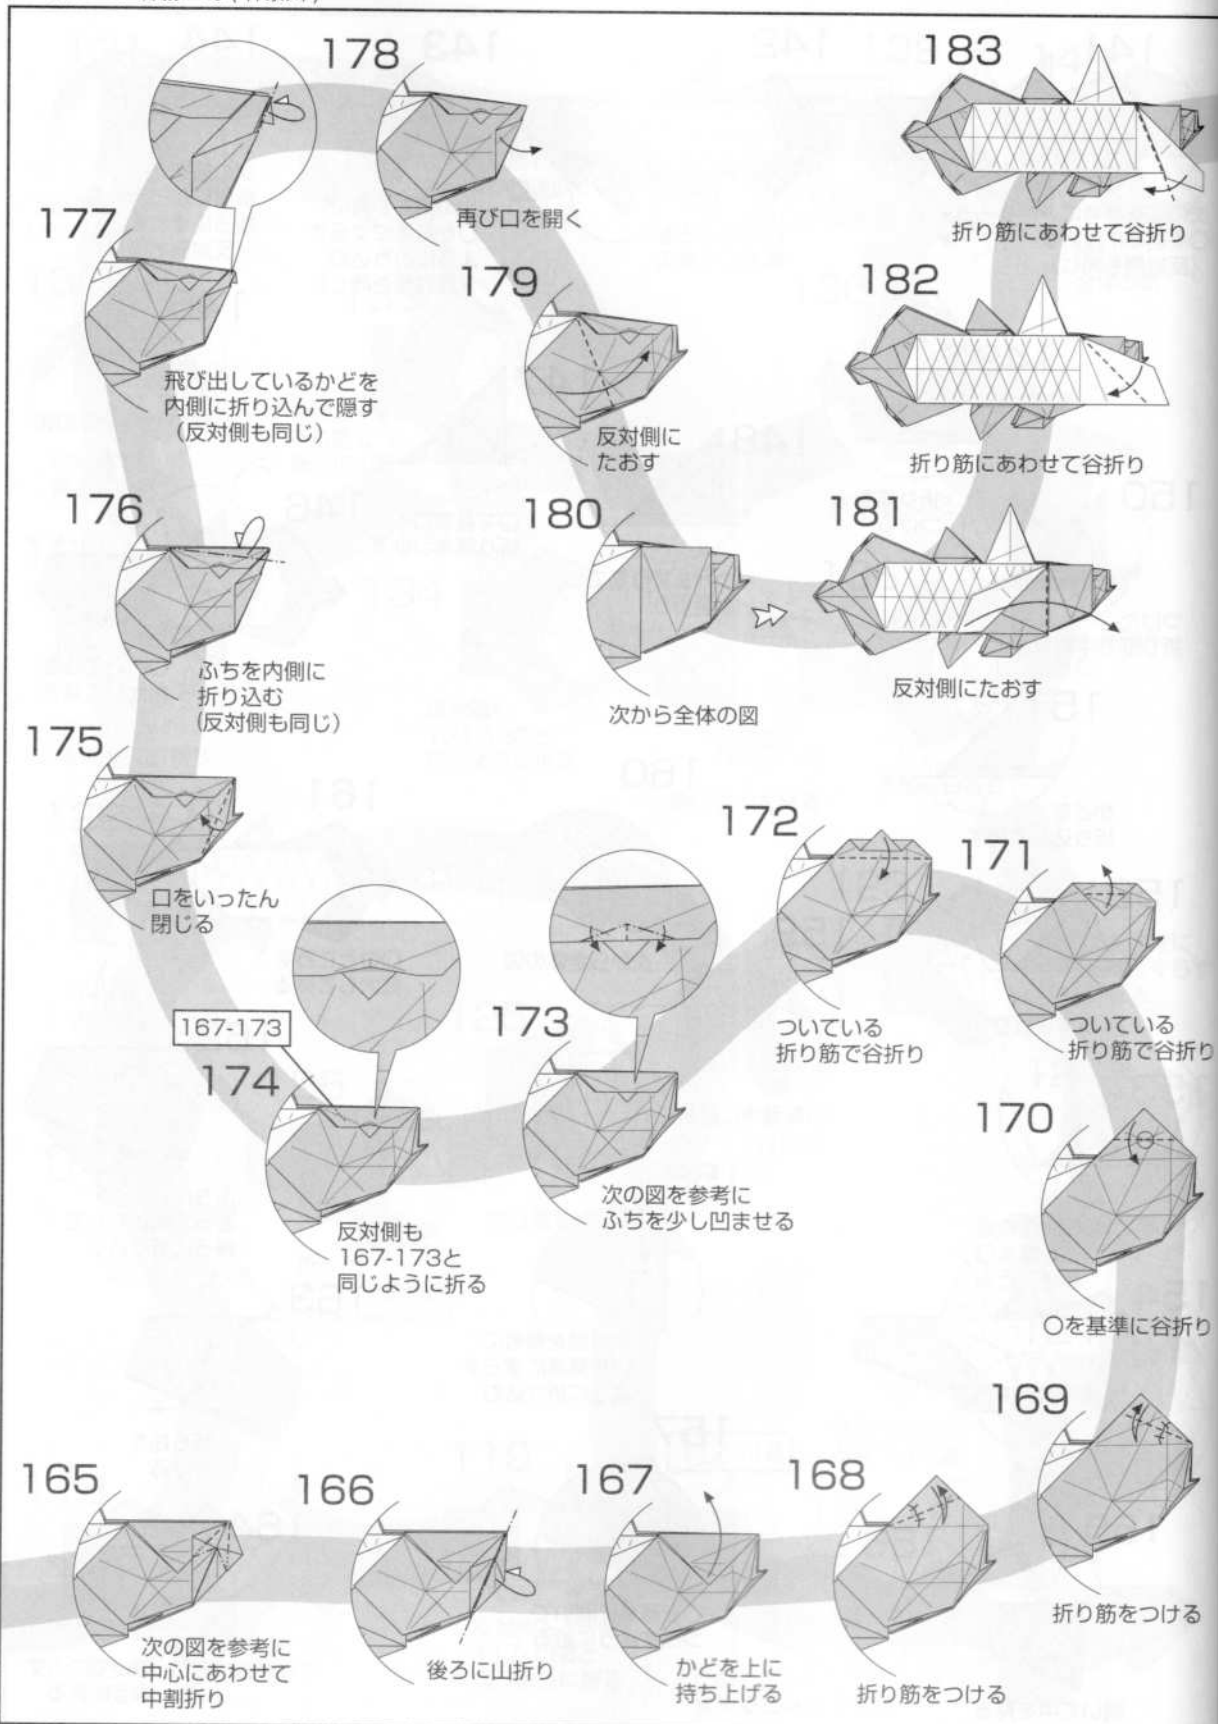 165
次の図を参考に
中心にあわせて
中割折り
166
後ろに山折り
167
かどを上に
持ち上げる
168
折り筋をつける
169
折り筋をつける
170
○を基準に谷折り
171
ついている
折り筋で谷折り
172
ついている
折り筋で谷折り
173
次の図を参考に
ふちを少し凹ませる
167-173
174
反対側も
167-173と
同じように折る
175
口をいったん
閉じる
176
ふちを内側に
折り込む
(反対側も同じ)
177
飛び出しているかどを
内側に折り込んで隠す
(反対側も同じ)
178
再び口を開く
179
反対側に
たおす
180
次から全体の図
181
反対側にたおす
182
折り筋にあわせて谷折り
183
折り筋にあわせて谷折り